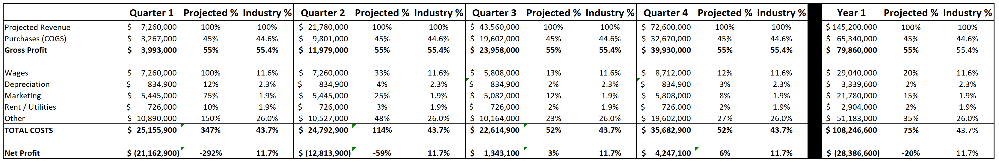 Quarter 1 Projected % Industry % Quarter 2 Projected % Industry % Quarter 3 Projected % Industry % Quarter 4 Projected % Industry % Year 1 Projected % Industry %
Projected Revenue $ 7,260,000 100% 100% $ 21,780,000 100% 100% $ 43,560,000 100% 100% $ 72,600,000 100% 100% $ 145,200,000 100% 100%
Purchases (COGS) $ 3,267,000 45% 44.6% $ 9,801,000 45% 44.6% $ 19,602,000 45% 44.6% $ 32,670,000 45% 44.6% $ 65,340,000 45% 44.6%
Gross Profit $ 3,993,000 55% 55.4% $ 11,979,000 55% 55.4% $ 23,958,000 55% 55.4% $ 39,930,000 55% 55.4% $ 79,860,000 55% 55.4%
Wages $ 7,260,000 100% 11.6% $ 7,260,000 33% 11.6% $ 5,808,000 13% 11.6% $ 8,712,000 12% 11.6% $ 29,040,000 20% 11.6%
Depreciation $ 834,900 12% 2.3% $ 834,900 4% 2.3% $ 834,900 2% 2.3% $ 834,900 3% 2.3% $ 3,339,600 2% 2.3%
Marketing $ 5,445,000 75% 1.9% $ 5,445,000 25% 1.9% $ 5,082,000 12% 1.9% $ 5,808,000 8% 1.9% $ 21,780,000 15% 1.9%
Rent / Utilities $ 726,000 10% 1.9% $ 726,000 3% 1.9% $ 726,000 2% 1.9% $ 726,000 2% 1.9% $ 2,904,000 2% 1.9%
Other $ 10,890,000 150% 26.0% $ 10,527,000 48% 26.0% $ 10,164,000 23% 26.0% $ 19,602,000 27% 26.0% $ 51,183,000 35% 26.0%
TOTAL COSTS $ 25,155,900 347% 43.7% $ 24,792,900 114% 43.7% $ 22,614,900 52% 43.7% $ 35,682,900 52% 43.7% $ 108,246,600 75% 43.7%
Net Profit $ (21,162,900) -292% 11.7% $ (12,813,900) -59% 11.7% $ 1,343,100 3% 11.7% $ 4,247,100 6% 11.7% $ (28,386,600) -20% 11.7%